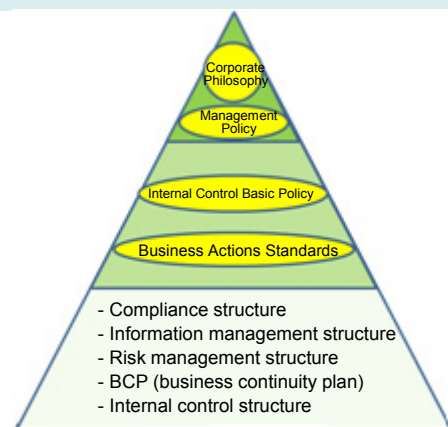 Corporate
Philosophy
Management
Policy
Internal Control Basic Policy
Business Actions Standards
- Compliance structure
- Information management structure
- Risk management structure
- BCP (business continuity plan)
- Internal control structure